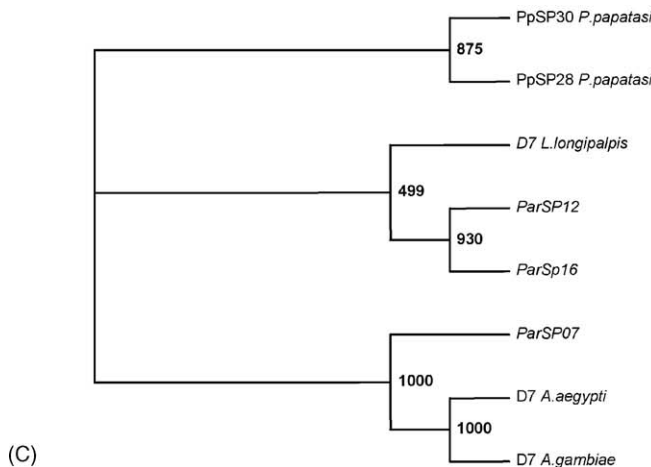 PpSP30 P.papatasi
875
PpSP28 P.papatasi
D7 L.longipalpis
499
ParSP12
930
ParSp16
ParSP07
1000
D7 A.aegypti
1000
D7 A.gambiae
(C)